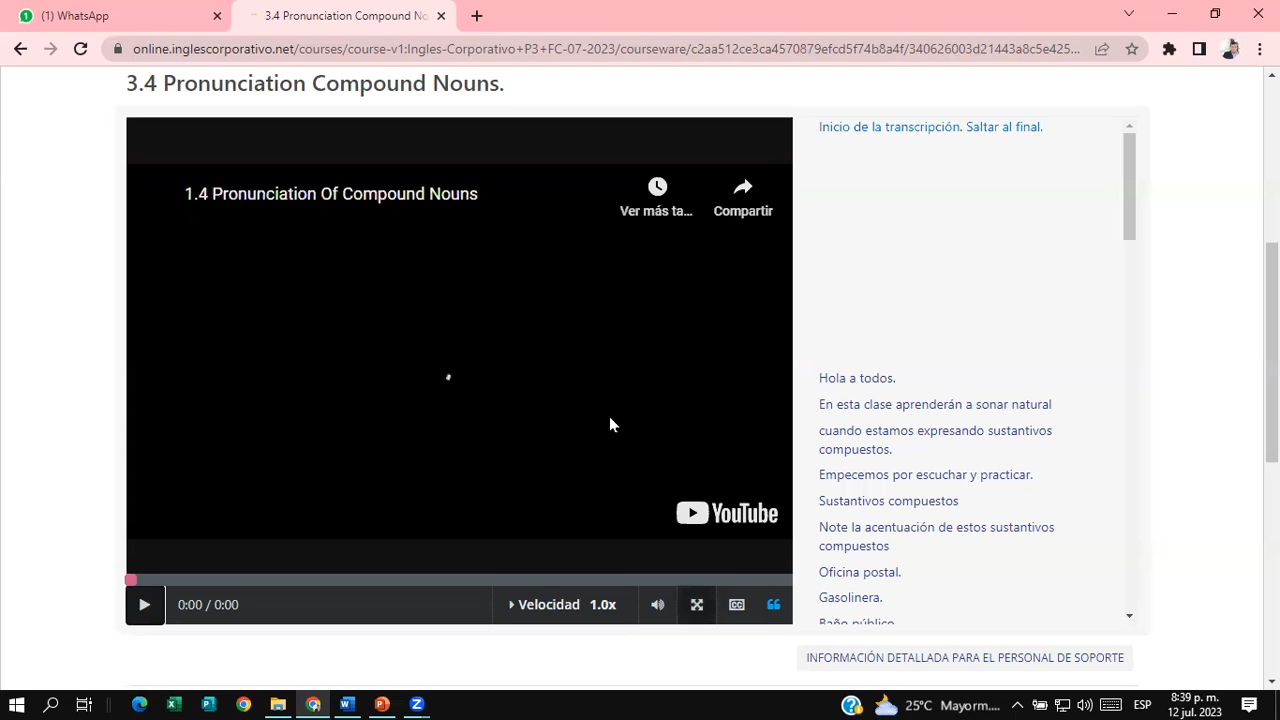 (1) WhatsApp
3.4 Pronunciation Compound No
online.inglescorporativo.net/courses/course-v1:Ingles-Corporativo+P3+FC-07-2023/courseware/c2aa512ce3ca4570879efcd5f74b8a4f/340626003d21443a8c5e425...
3.4 Pronunciation Compound Nouns.
1.4 Pronunciation Of Compound Nouns
Ver más ta...
Compartir
YouTube
0:00 / 0:00
Velocidad 1.0x
CC
Inicio de la transcripción. Saltar al final.
Hola a todos.
En esta clase aprenderán a sonar natural
cuando estamos expresando sustantivos
compuestos.
Empecemos por escuchar y practicar.
Sustantivos compuestos
Note la acentuación de estos sustantivos
compuestos
Oficina postal.
Gasolinera.
Baño público
INFORMACIÓN DETALLADA PARA EL PERSONAL DE SOPORTE
25°C Mayorm....
ESP
8:39 p. m.
12 jul. 2023